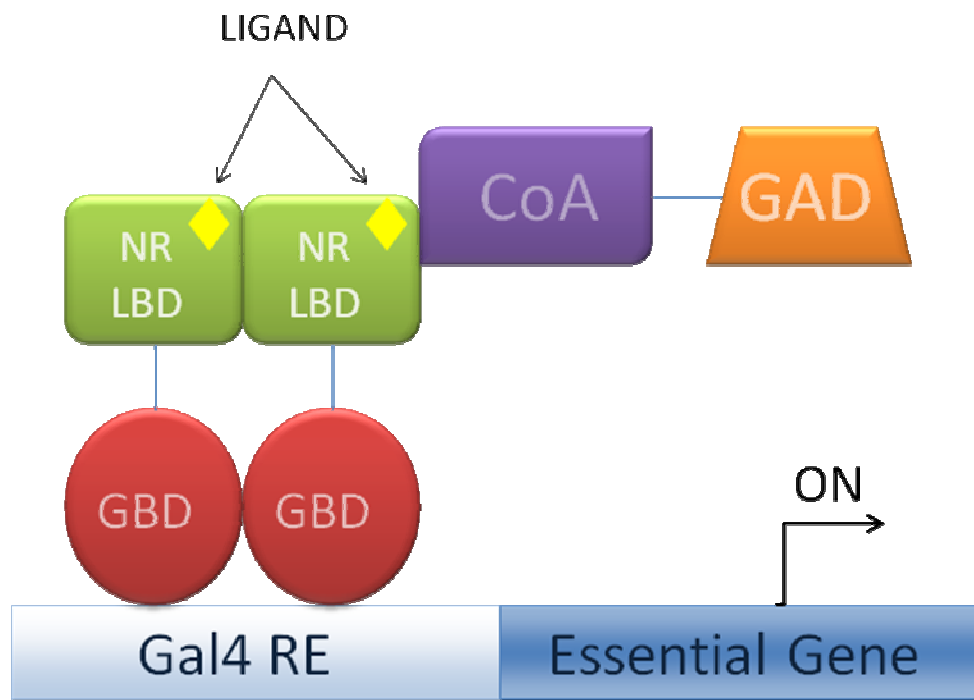 LIGAND
CoA
GAD
NR
LBD
NR
LBD
GBD
GBD
ON
Gal4 RE
Essential Gene